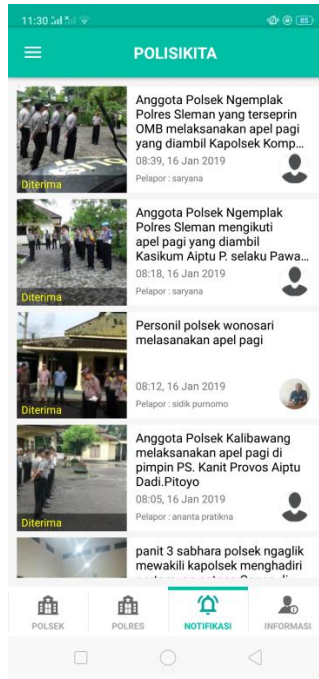 11:30
85
POLISIKITA
Anggota Polsek Ngemplak
Polres Sleman yang terseprin
OMB melaksanakan apel pagi
yang diambil Kapolsek Komp...
08:39, 16 Jan 2019
Pelapor : saryana
Diterima
Anggota Polsek Ngemplak
Polres Sleman mengikuti
apel pagi yang diambil
Kasikum Aiptu P. selaku Pawa...
08:18, 16 Jan 2019
Pelapor : saryana
Diterima
Personil polsek wonosari
melasanakan apel pagi
08:12, 16 Jan 2019
Pelapor : sidik purnomo
Diterima
Anggota Polsek Kalibawang
melaksanakan apel pagi di
pimpin PS. Kanit Provos Aiptu
Dadi.Pitoyo
08:05, 16 Jan 2019
Pelapor : ananta pratikna
Diterima
panit 3 sabhara polsek ngaglik
mewakili kapolsek menghadiri
POLSEK
POLRES
NOTIFIKASI
INFORMASI